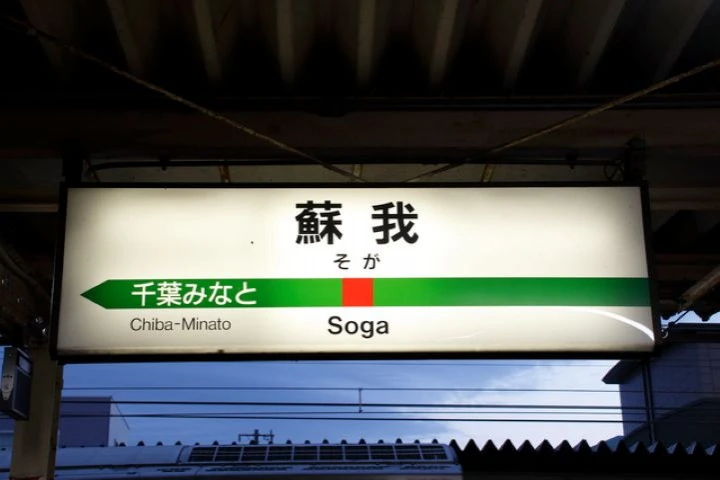 蘇我
そが
千葉みなと
Chiba-Minato
Soga